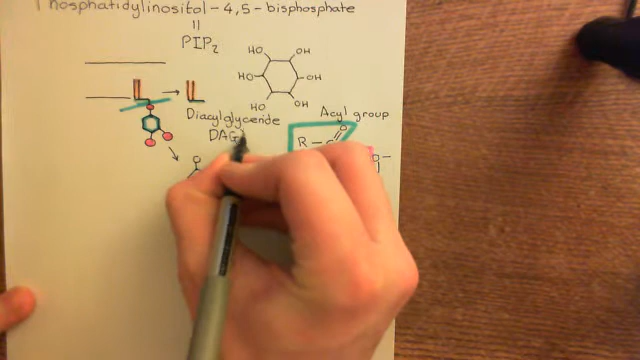 Phosphatidylinositol-4,5-bisphosphate
=
PIP2
HO OH
HO OH
HO OH
Acyl group
Diacylglyceride
DAG
R